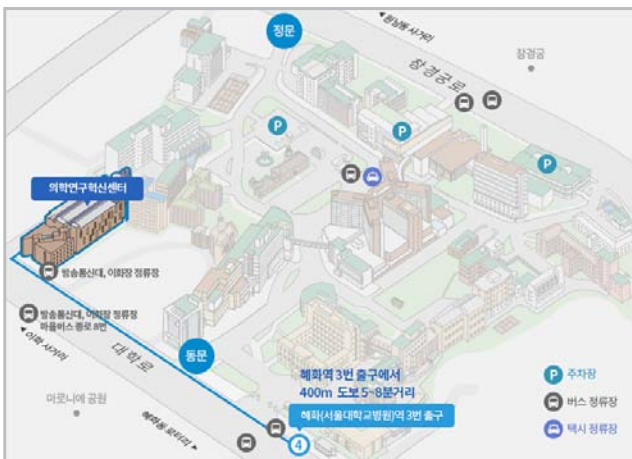 정문
원남동 사거리
창경궁로
창경궁
P
P
P
의학연구혁신센터
방송통신대, 이화장 정류장
방송통신대, 이화장 정류장
마을버스 종로 8번
이화 사거리
대학로
동문
마로니에 공원
혜화동 로터리
혜화역 3번 출구에서
400m 도보 5~8분거리
혜화(서울대학교병원)역 3번 출구
4
P 주차장
버스 정류장
택시 정류장